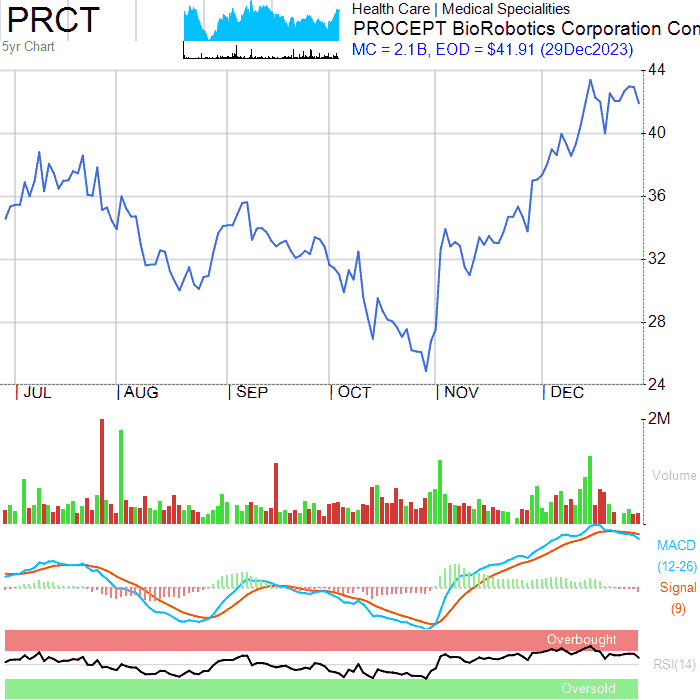 PRCT
5yr Chart
Health Care | Medical Specialities
PROCEPT BioRobotics Corporation Con
MC = 2.1B, EOD = $41.91 (29Dec2023)
44
40
36
32
28
24
JUL AUG SEP OCT NOV DEC
2M
Volume
MACD
(12-26)
Signal
(9)
Overbought
RSI(14)
Oversold